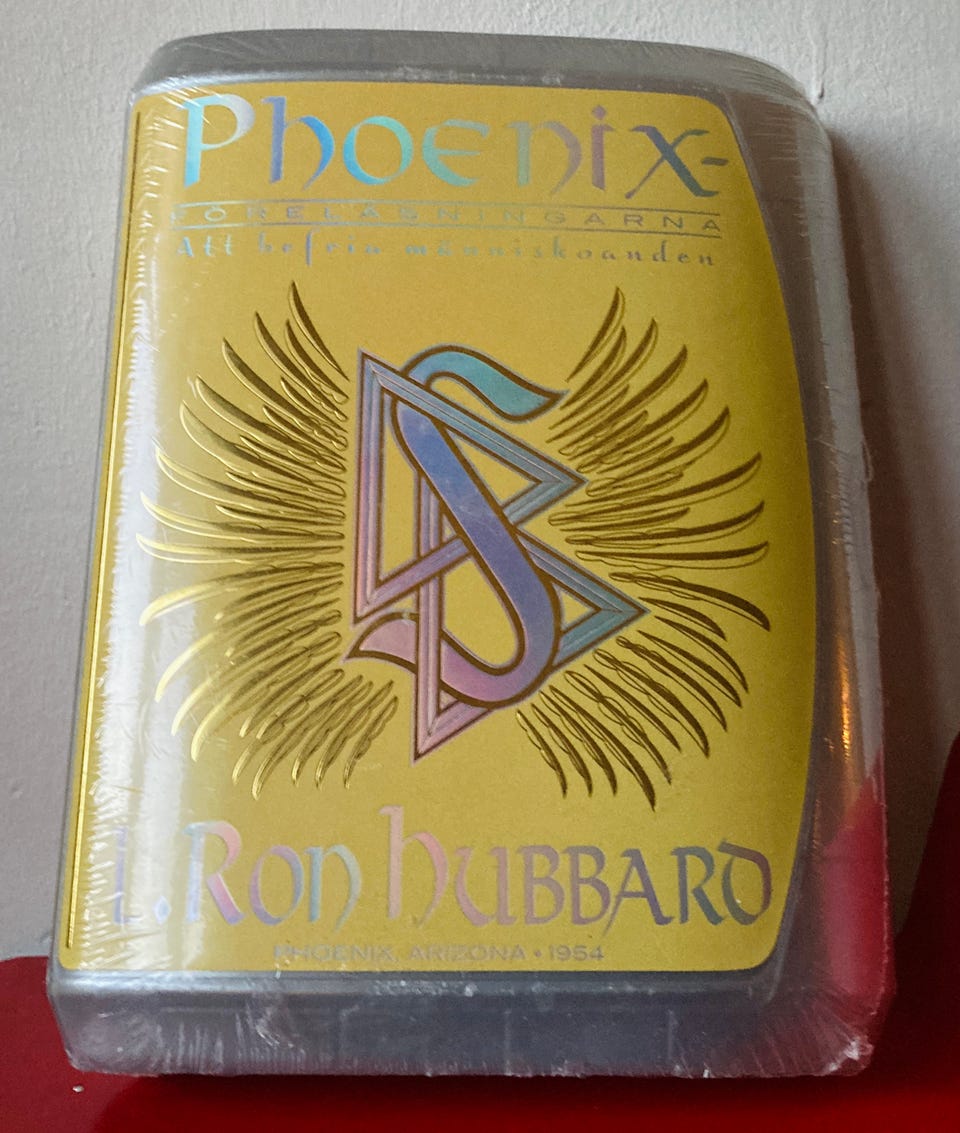 Phoenix-
FÖRELÄSNINGARNA
Att befria människoanden
L. Ron Hubbard
PHOENIX, ARIZONA • 1954